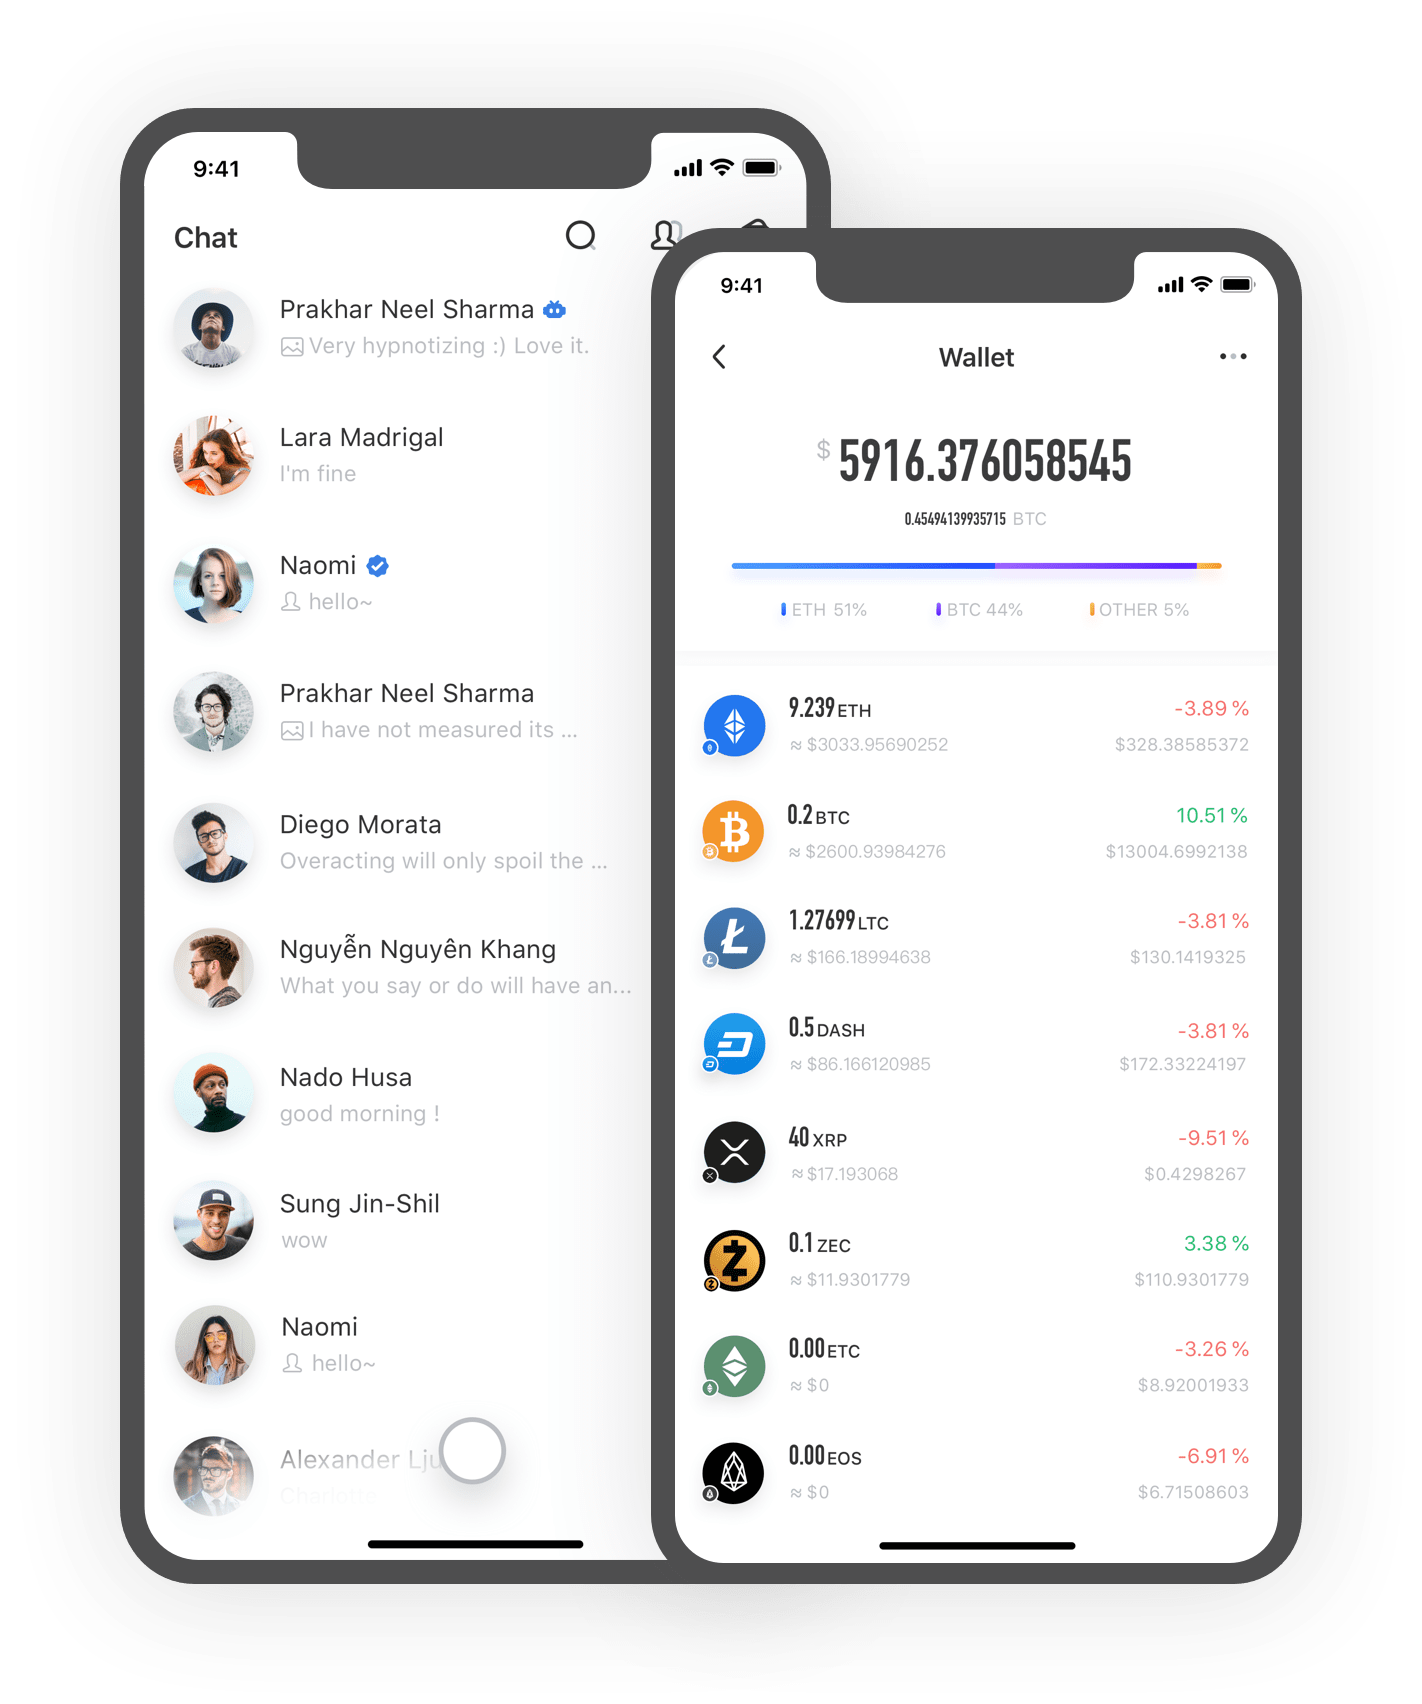 9:41
Chat
Prakhar Neel Sharma
Very hypnotizing :) Love it.
Lara Madrigal
I'm fine
Naomi
hello~
Prakhar Neel Sharma
I have not measured its ...
Diego Morata
Overacting will only spoil the ...
Nguyễn Nguyên Khang
What you say or do will have an...
Nado Husa
good morning !
Sung Jin-Shil
wow
Naomi
hello~
Alexander Lju
Charlotte
9:41
Wallet
$ 5916.376058545
0.45494139935715 BTC
ETH 51% BTC 44% OTHER 5%
9.239 ETH -3.89 %
≈ $3033.95690252 $328.38585372
0.2 BTC 10.51 %
≈ $2600.93984276 $13004.6992138
1.27699 LTC -3.81 %
≈ $166.18994638 $130.1419325
0.5 DASH -3.81 %
≈ $86.166120985 $172.33224197
40 XRP -9.51 %
≈ $17.193068 $0.4298267
0.1 ZEC 3.38 %
≈ $11.9301779 $110.9301779
0.00 ETC -3.26 %
≈ $0 $8.92001933
0.00 EOS -6.91 %
≈ $0 $6.71508603